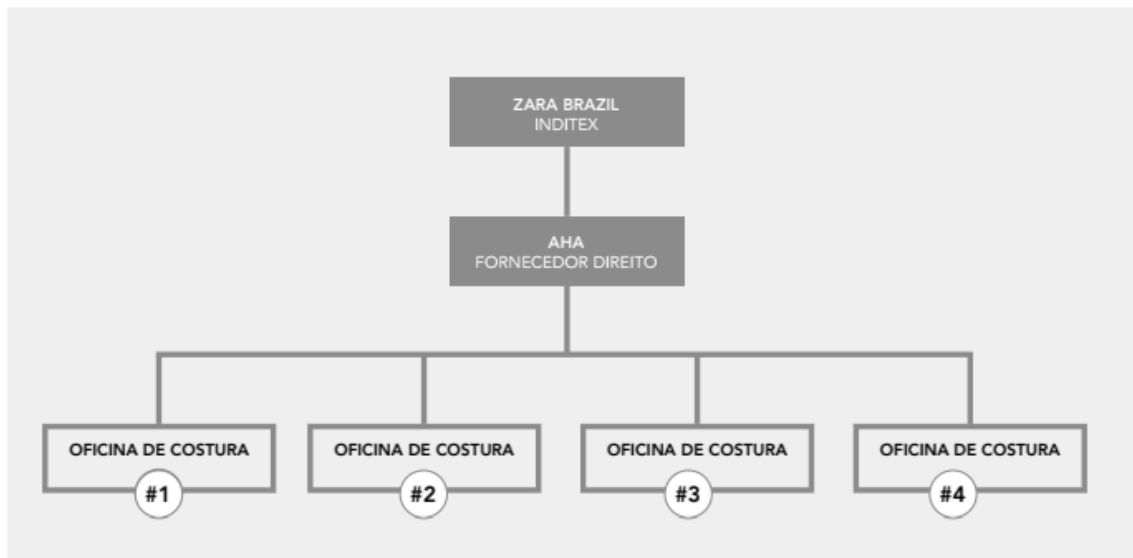 ZARA BRAZIL
INDITEX
AHA
FORNECEDOR DIREITO
OFICINA DE COSTURA
#1
OFICINA DE COSTURA
#2
OFICINA DE COSTURA
#3
OFICINA DE COSTURA
#4